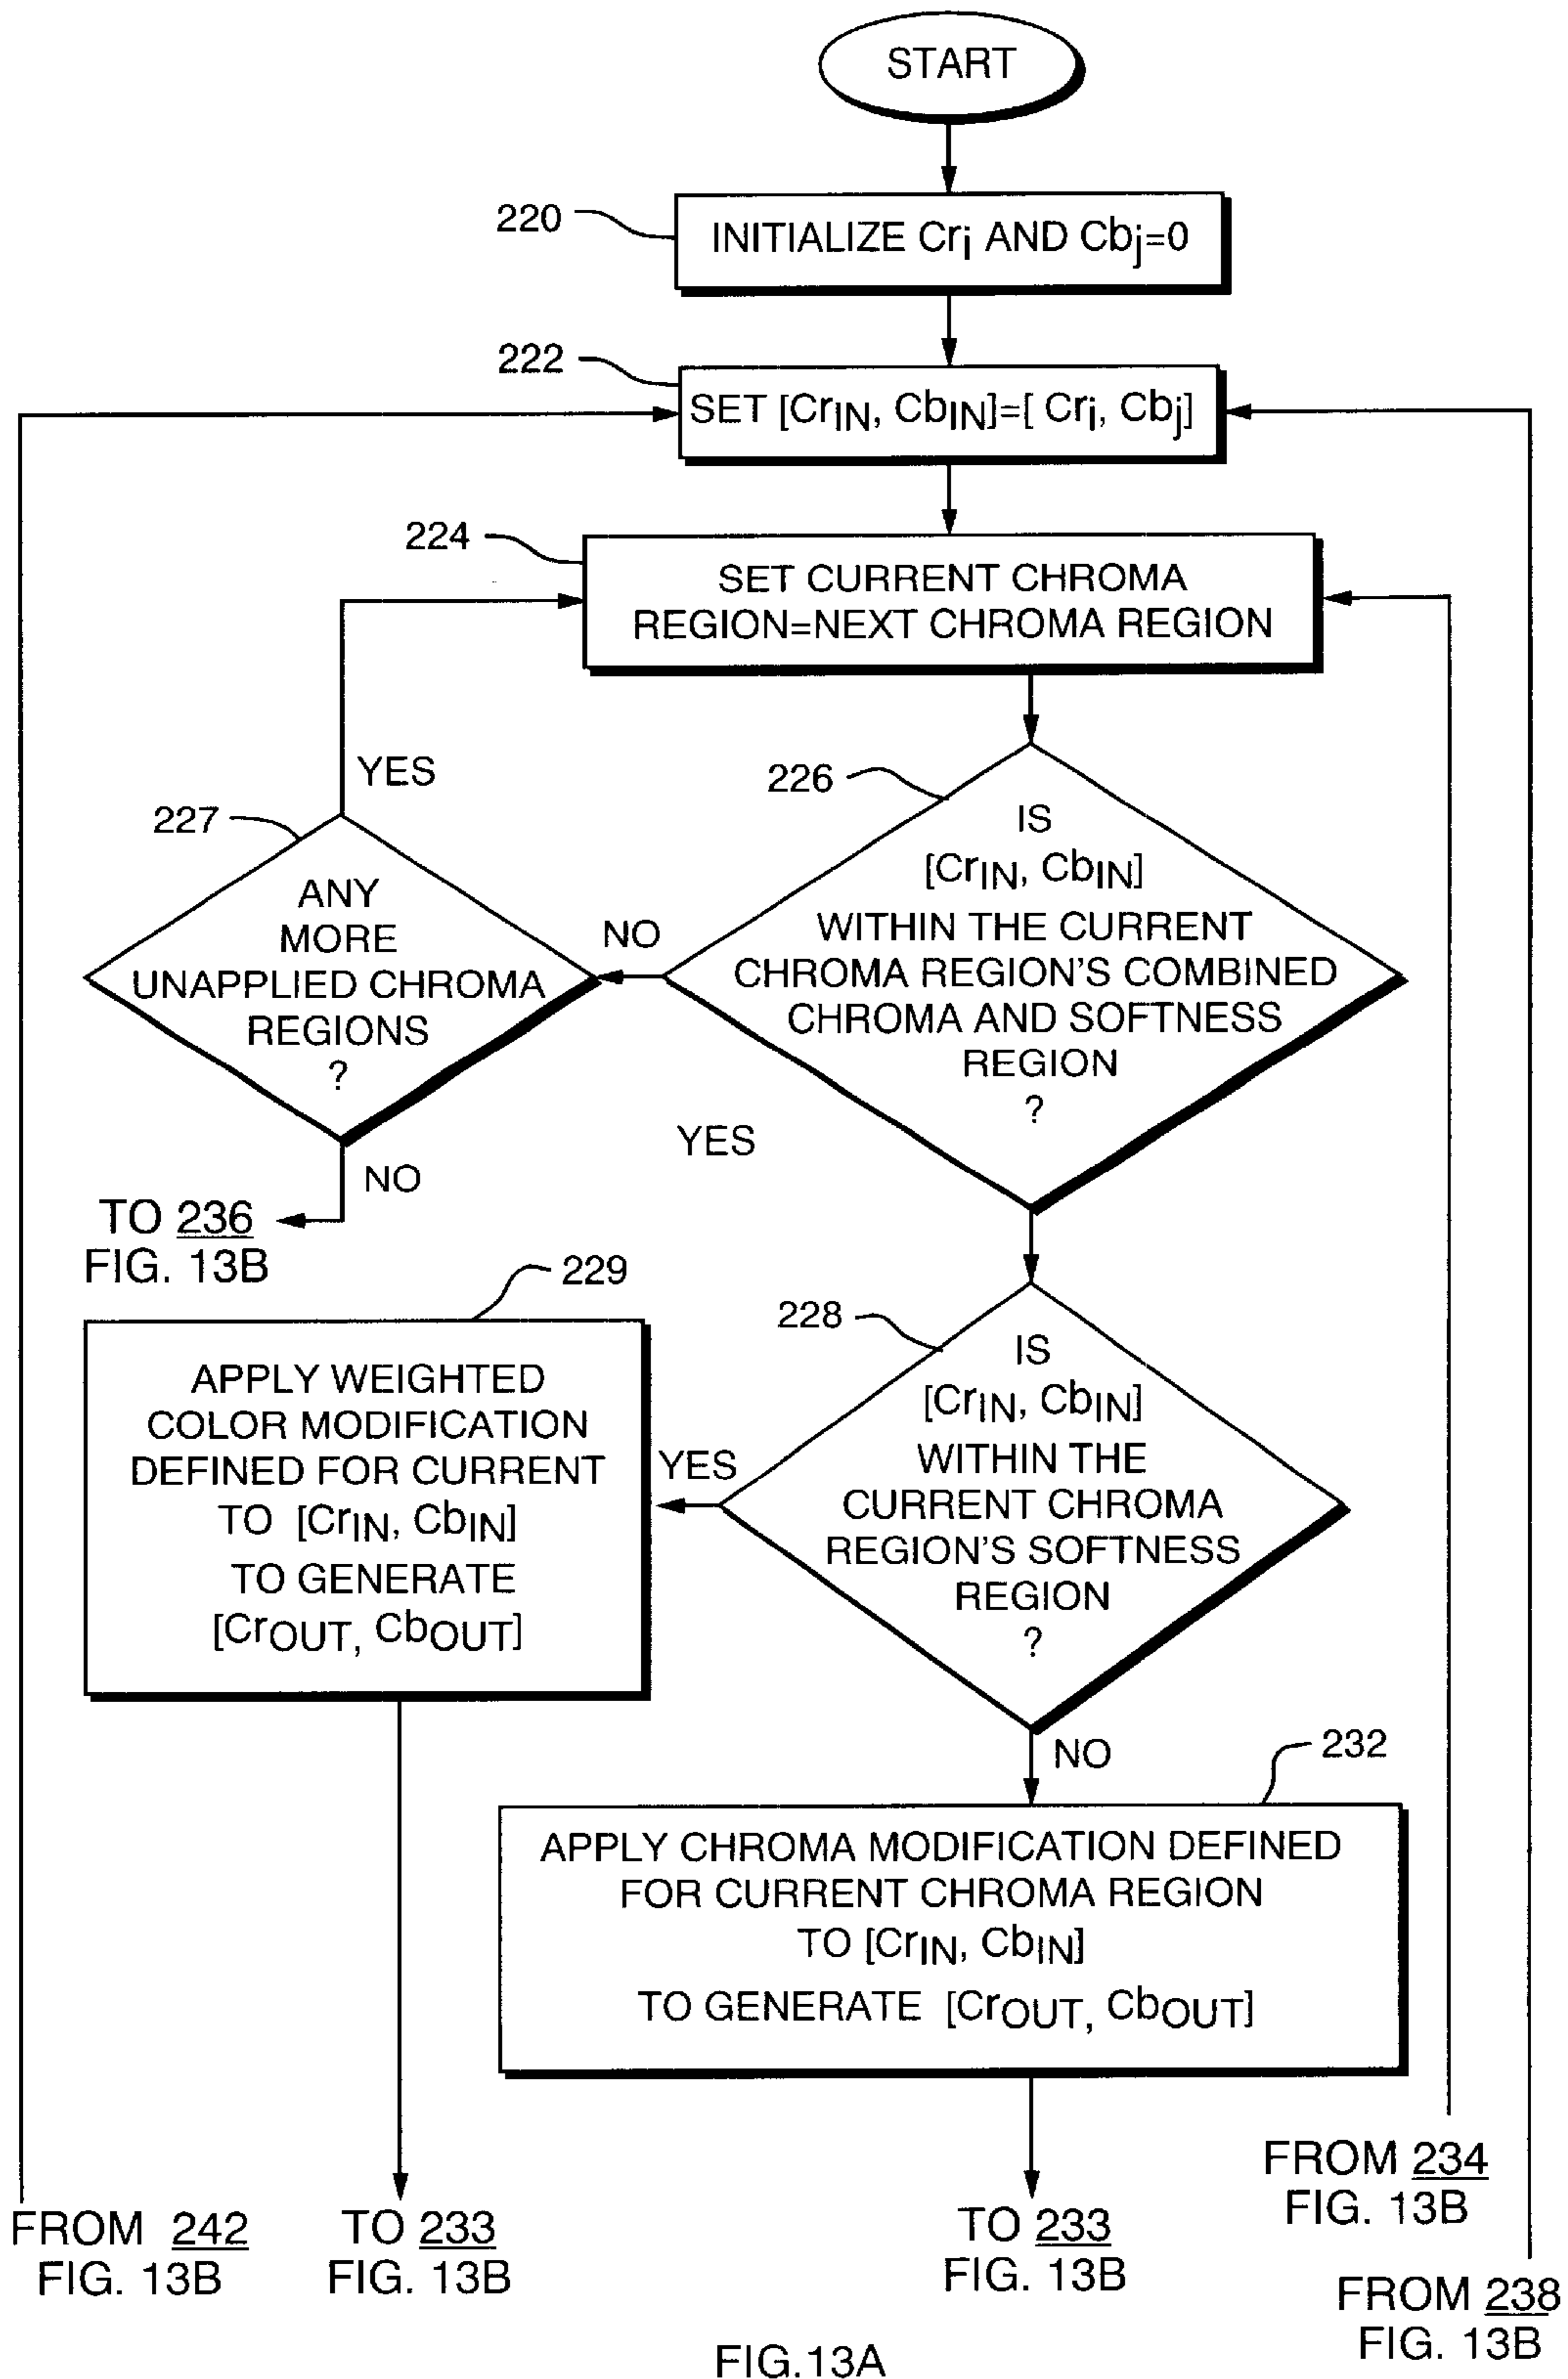 START
220
INITIALIZE Cri AND Cbj=0
222
SET [CrIN, CbIN]=[ Cri, Cbj]
224
SET CURRENT CHROMA
REGION=NEXT CHROMA REGION
YES
226
227
IS
[CrIN, CbIN]
WITHIN THE CURRENT
CHROMA REGION'S COMBINED
CHROMA AND SOFTNESS
REGION
?
NO
ANY
MORE
UNAPPLIED CHROMA
REGIONS
?
YES
NO
TO 236
FIG. 13B
229
228
IS
[CrIN, CbIN]
WITHIN THE
CURRENT CHROMA
REGION'S SOFTNESS
REGION
?
YES
APPLY WEIGHTED
COLOR MODIFICATION
DEFINED FOR CURRENT
TO [CrIN, CbIN]
TO GENERATE
[CrOUT, CbOUT]
NO
232
APPLY CHROMA MODIFICATION DEFINED
FOR CURRENT CHROMA REGION
TO [CrIN, CbIN]
TO GENERATE [CrOUT, CbOUT]
FROM 242
FIG. 13B
TO 233
FIG. 13B
TO 233
FIG. 13B
FROM 234
FIG. 13B
FROM 238
FIG. 13B
FIG.13A